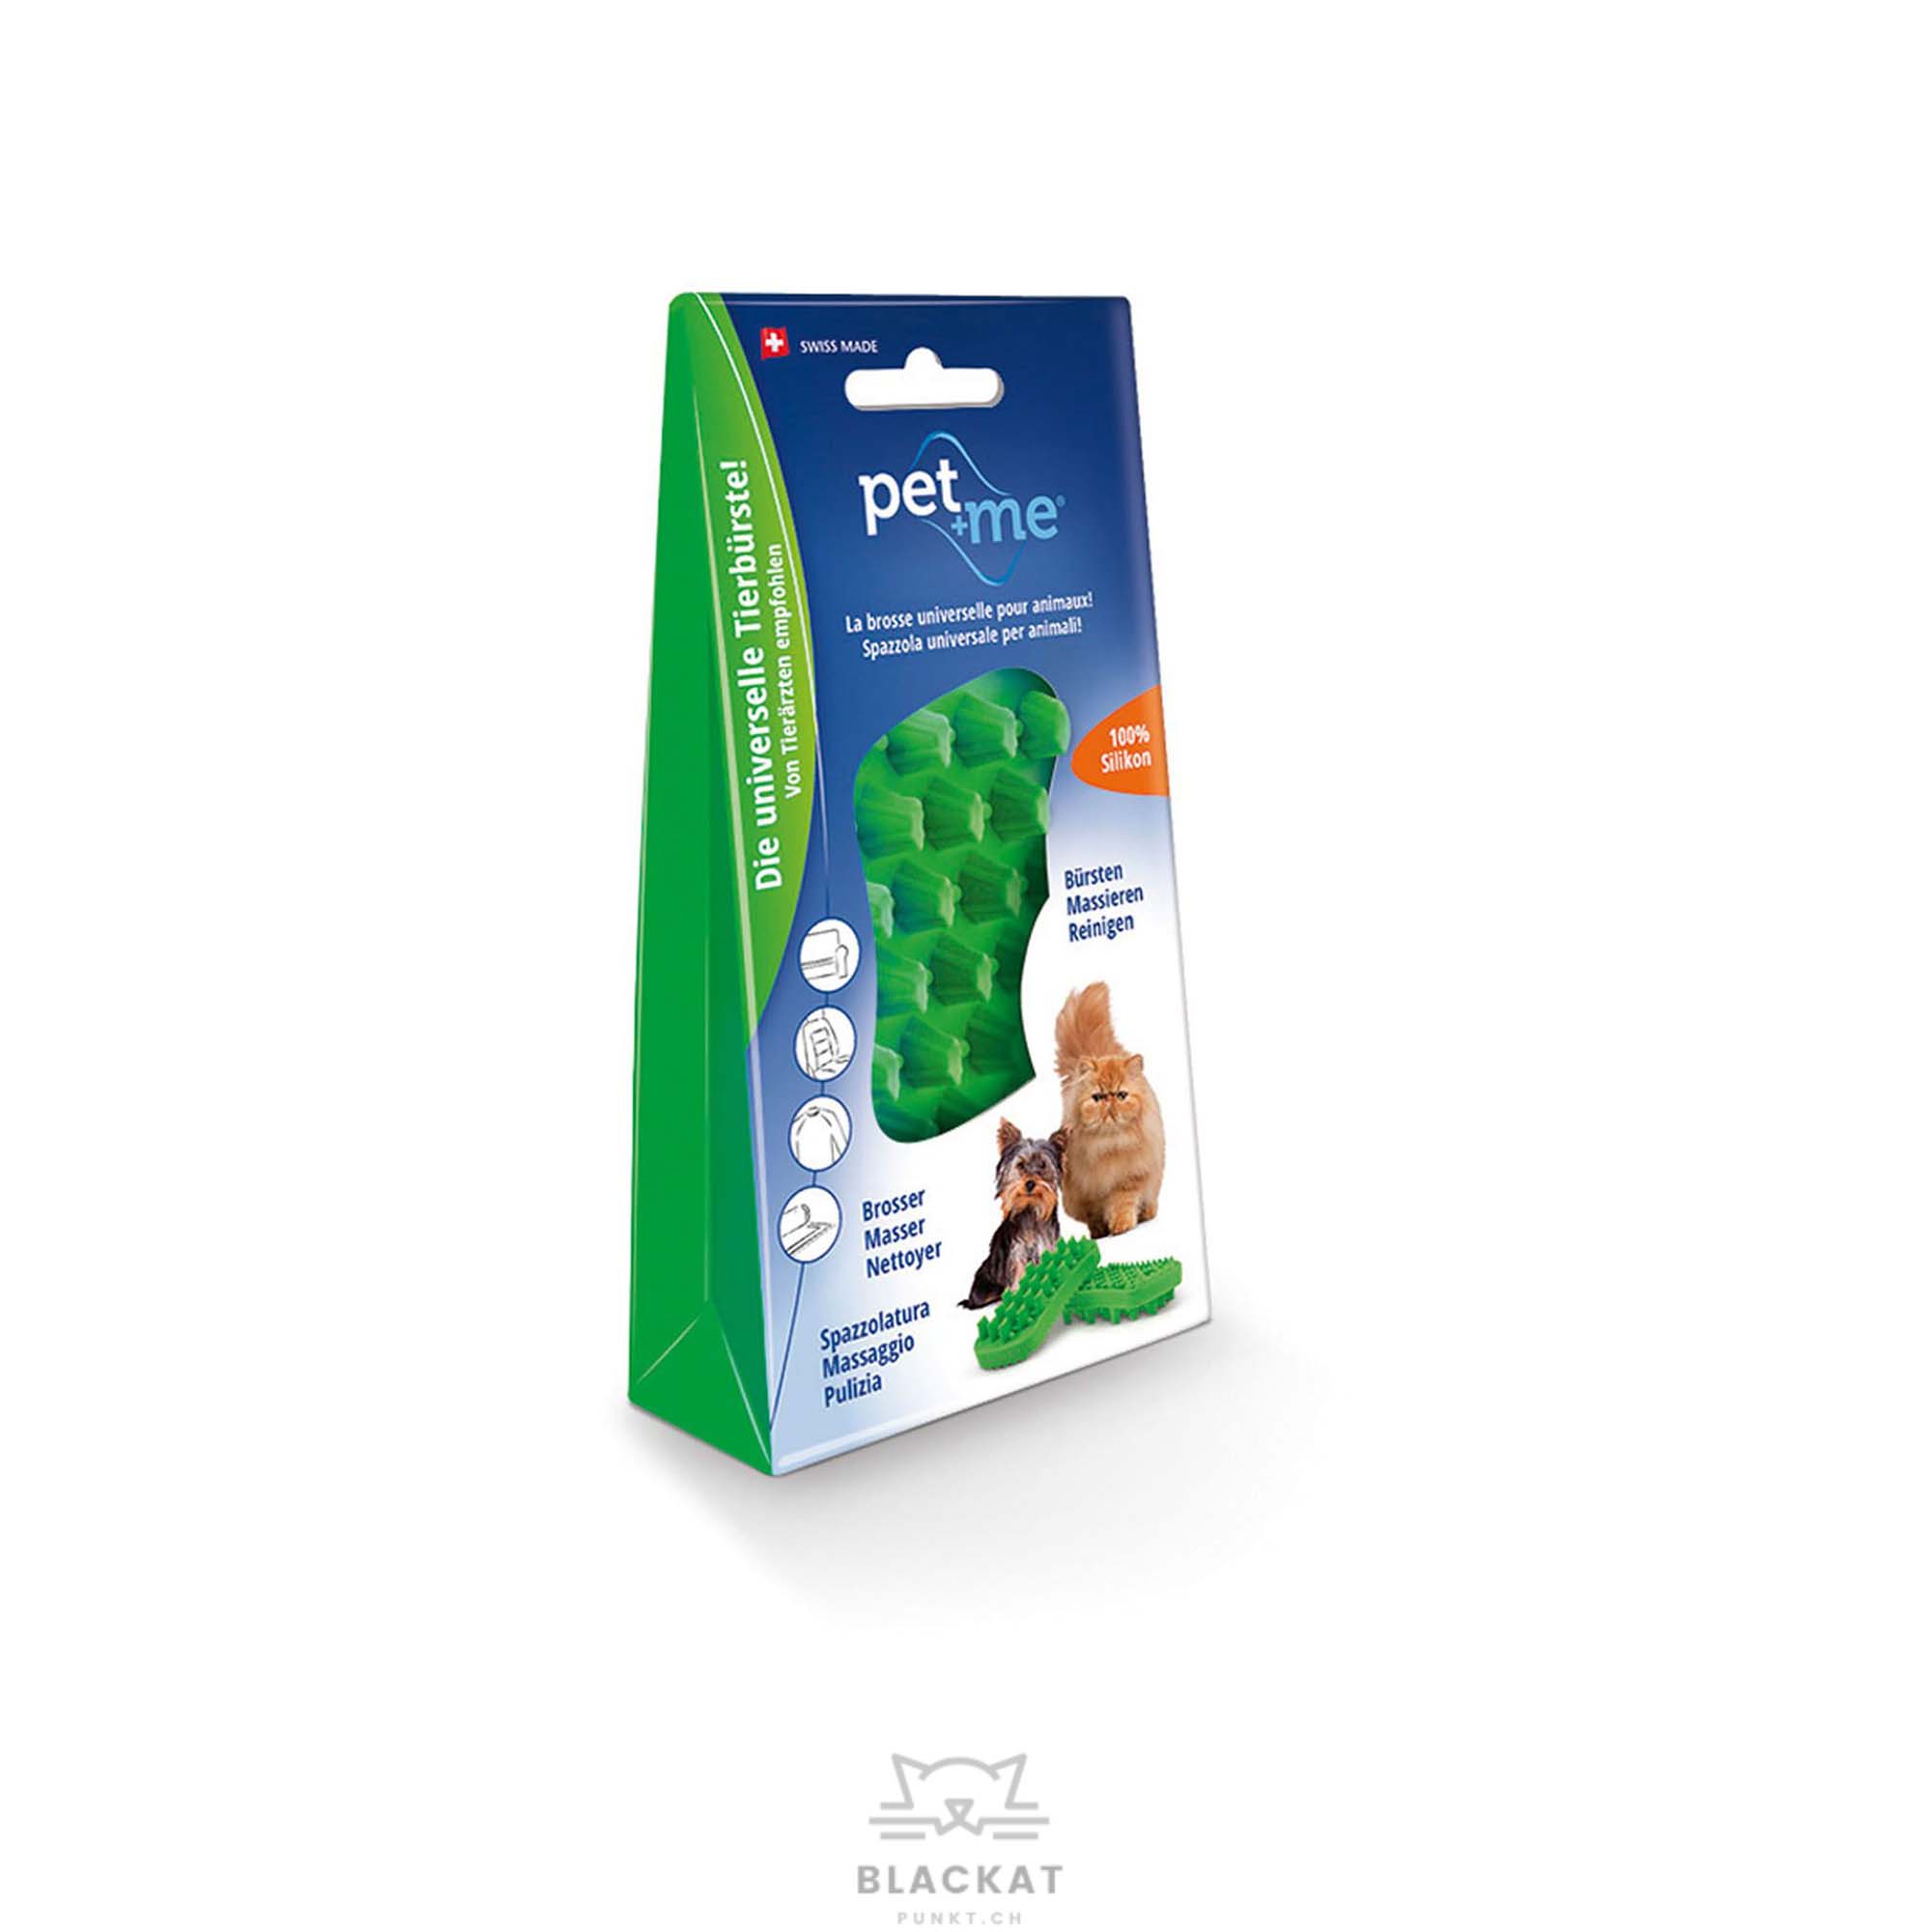 SWISS MADE
pet
+me®
La brosse universelle pour animaux!
Spazzola universale per animali!
Die universelle Tierbürste!
Von Tierärzten empfohlen
100%
Silikon
Bürsten
Massieren
Reinigen
Brosser
Masser
Nettoyer
Spazzolatura
Massaggio
Pulizia
BLACKAT
PUNKT.CH